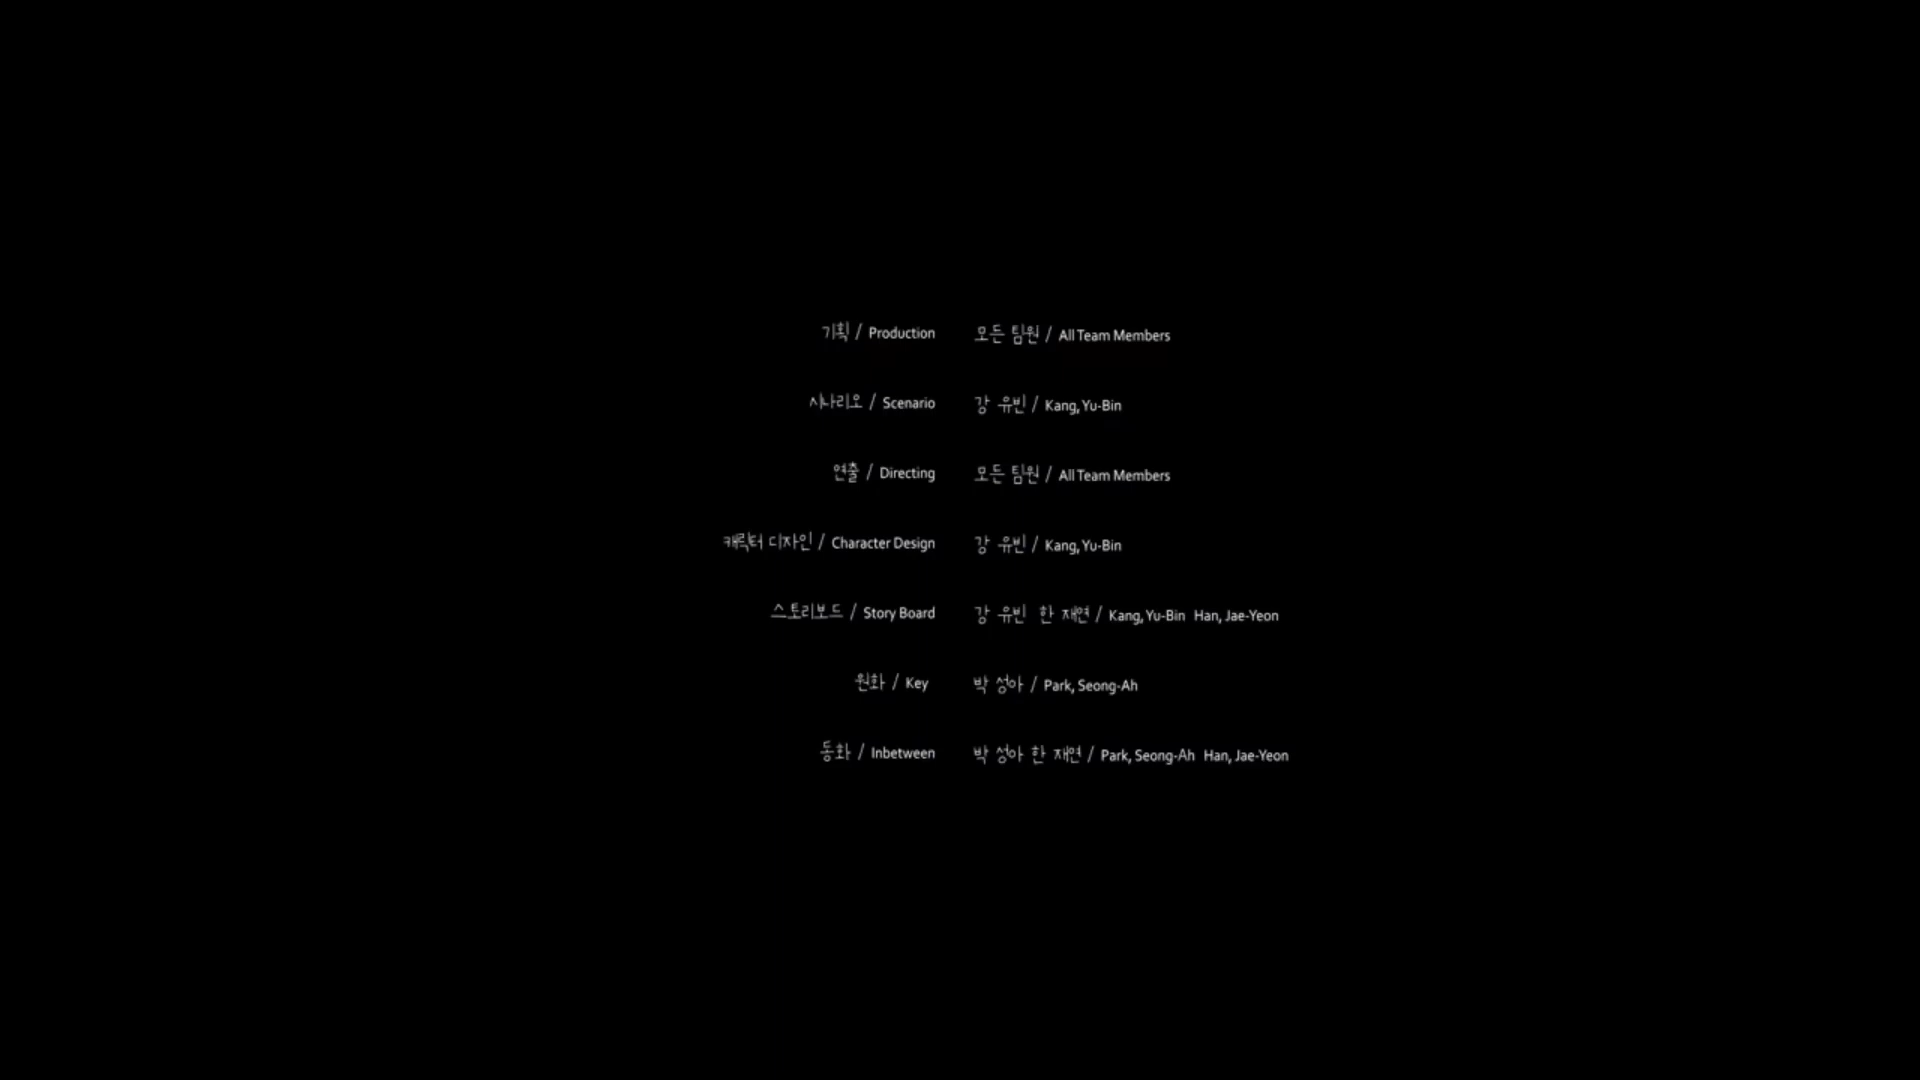 기획 / Production 모든 팀원 / All Team Members
시나리오 / Scenario 강 유빈 / Kang, Yu-Bin
연출 / Directing 모든 팀원 / All Team Members
캐릭터 디자인 / Character Design 강 유빈 / Kang, Yu-Bin
스토리보드 / Story Board 강 유빈 한 재연 / Kang, Yu-Bin Han, Jae-Yeon
원화 / Key 박 성아 / Park, Seong-Ah
동화 / Inbetween 박 성아 한 재연 / Park, Seong-Ah Han, Jae-Yeon